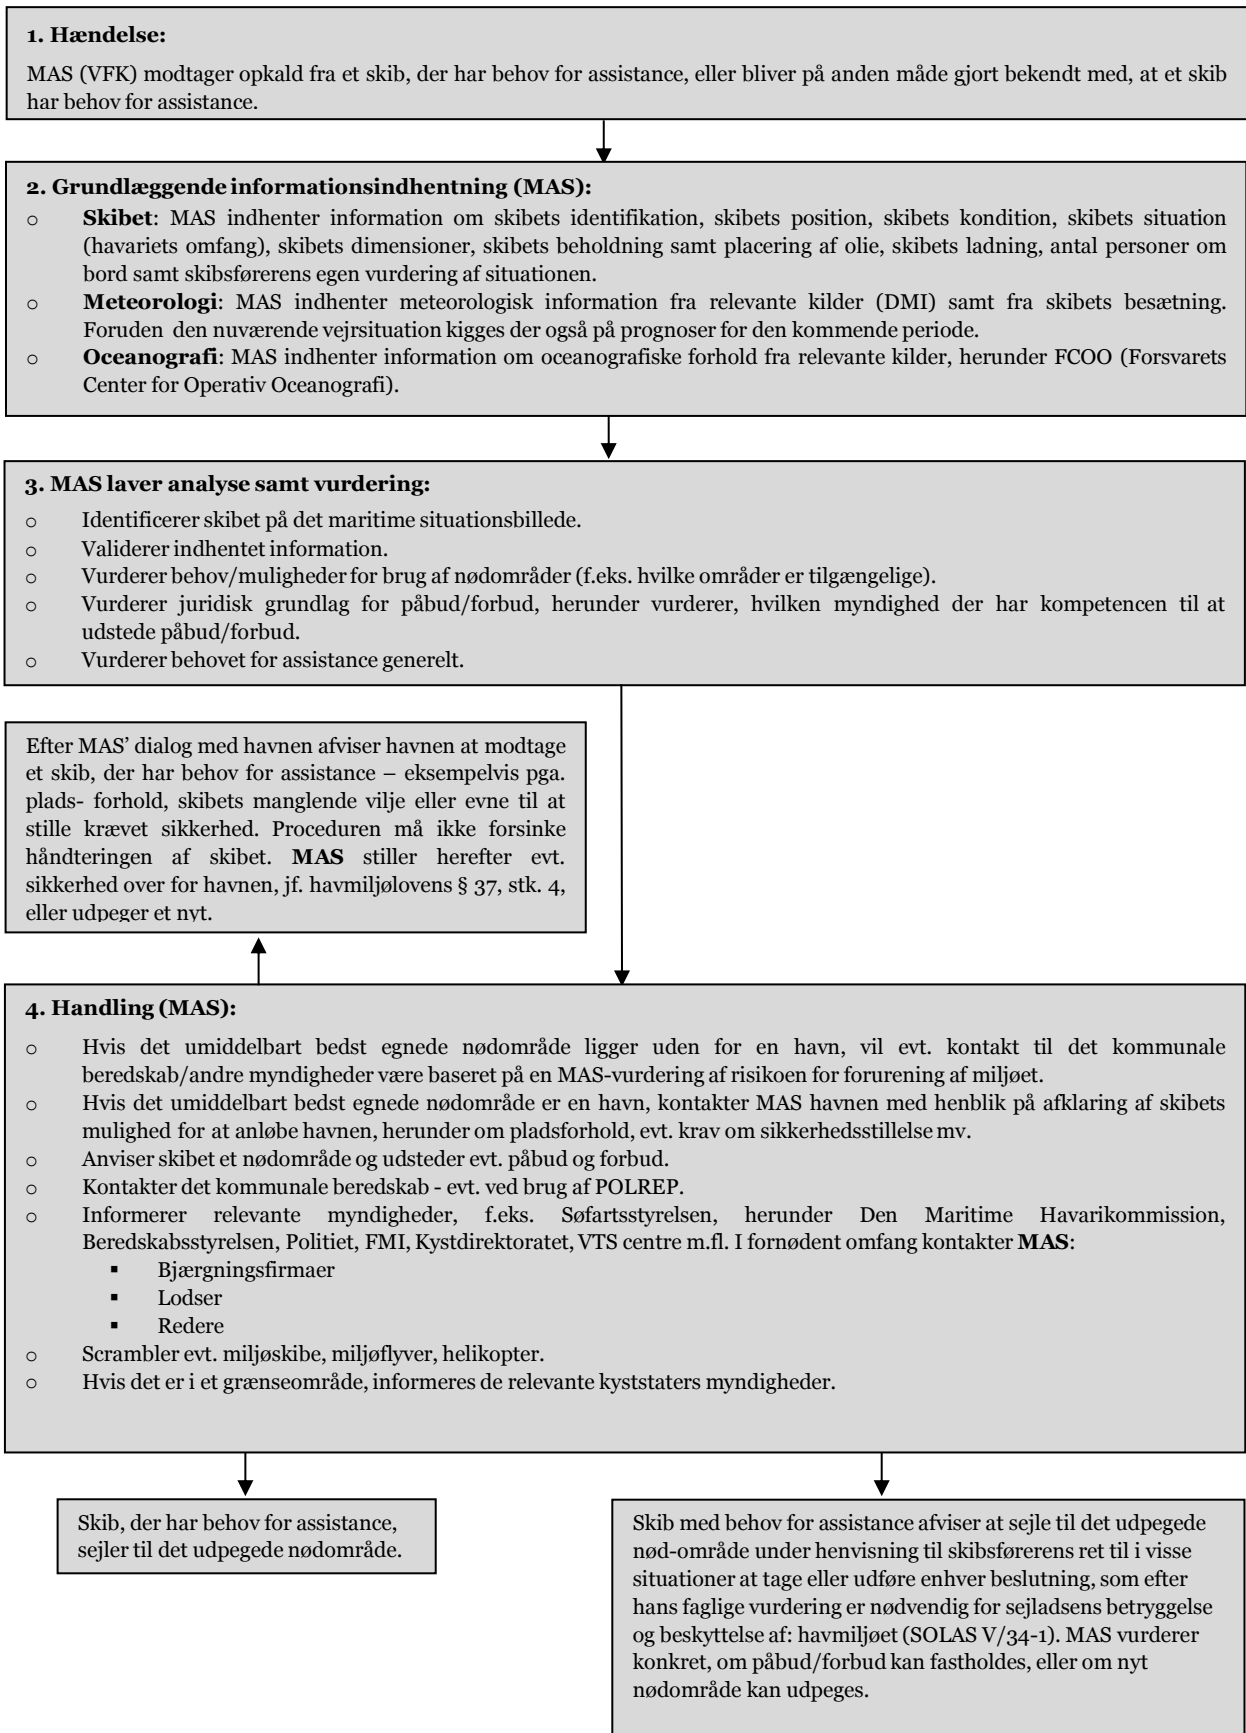 1. Hændelse:
MAS (VFK) modtager opkald fra et skib, der har behov for assistance, eller bliver på anden måde gjort bekendt med, at et skib
har behov for assistance.
2. Grundlæggende informationsindhentning (MAS):
o Skibet: MAS indhenter information om skibets identifikation, skibets position, skibets kondition, skibets situation
(havariets omfang), skibets dimensioner, skibets beholdning samt placering af olie, skibets ladning, antal personer om
bord samt skibsførerens egen vurdering af situationen.
o Meteorologi: MAS indhenter meteorologisk information fra relevante kilder (DMI) samt fra skibets besætning.
Foruden den nuværende vejrsituation kigges der også på prognoser for den kommende periode.
o Oceanografi: MAS indhenter information om oceanografiske forhold fra relevante kilder, herunder FCOO (Forsvarets
Center for Operativ Oceanografi).
3. MAS laver analyse samt vurdering:
o Identificerer skibet på det maritime situationsbillede.
o Validerer indhentet information.
o Vurderer behov/muligheder for brug af nødområder (f.eks. hvilke områder er tilgængelige).
o Vurderer juridisk grundlag for påbud/forbud, herunder vurderer, hvilken myndighed der har kompetencen til at
udstede påbud/forbud.
o Vurderer behovet for assistance generelt.
Efter MAS’ dialog med havnen afviser havnen at modtage
et skib, der har behov for assistance – eksempelvis pga.
plads- forhold, skibets manglende vilje eller evne til at
stille krævet sikkerhed. Proceduren må ikke forsinke
håndteringen af skibet. MAS stiller herefter evt.
sikkerhed over for havnen, jf. havmiljølovens § 37, stk. 4,
eller udpeger et nyt.
4. Handling (MAS):
o Hvis det umiddelbart bedst egnede nødområde ligger uden for en havn, vil evt. kontakt til det kommunale
beredskab/andre myndigheder være baseret på en MAS-vurdering af risikoen for forurening af miljøet.
o Hvis det umiddelbart bedst egnede nødområde er en havn, kontakter MAS havnen med henblik på afklaring af skibets
mulighed for at anløbe havnen, herunder om pladsforhold, evt. krav om sikkerhedsstillelse mv.
o Anviser skibet et nødområde og udsteder evt. påbud og forbud.
o Kontakter det kommunale beredskab - evt. ved brug af POLREP.
o Informerer relevante myndigheder, f.eks. Søfartsstyrelsen, herunder Den Maritime Havarikommission,
Beredskabsstyrelsen, Politiet, FMI, Kystdirektoratet, VTS centre m.fl. I fornødent omfang kontakter MAS:
▪ Bjærgningsfirmaer
▪ Lodser
▪ Redere
o Scrambler evt. miljøskibe, miljøflyver, helikopter.
o Hvis det er i et grænseområde, informeres de relevante kyststaters myndigheder.
Skib, der har behov for assistance,
sejler til det udpegede nødområde.
Skib med behov for assistance afviser at sejle til det udpegede
nød-område under henvisning til skibsførerens ret til i visse
situationer at tage eller udføre enhver beslutning, som efter
hans faglige vurdering er nødvendig for sejladsens betryggelse
og beskyttelse af: havmiljøet (SOLAS V/34-1). MAS vurderer
konkret, om påbud/forbud kan fastholdes, eller om nyt
nødområde kan udpeges.